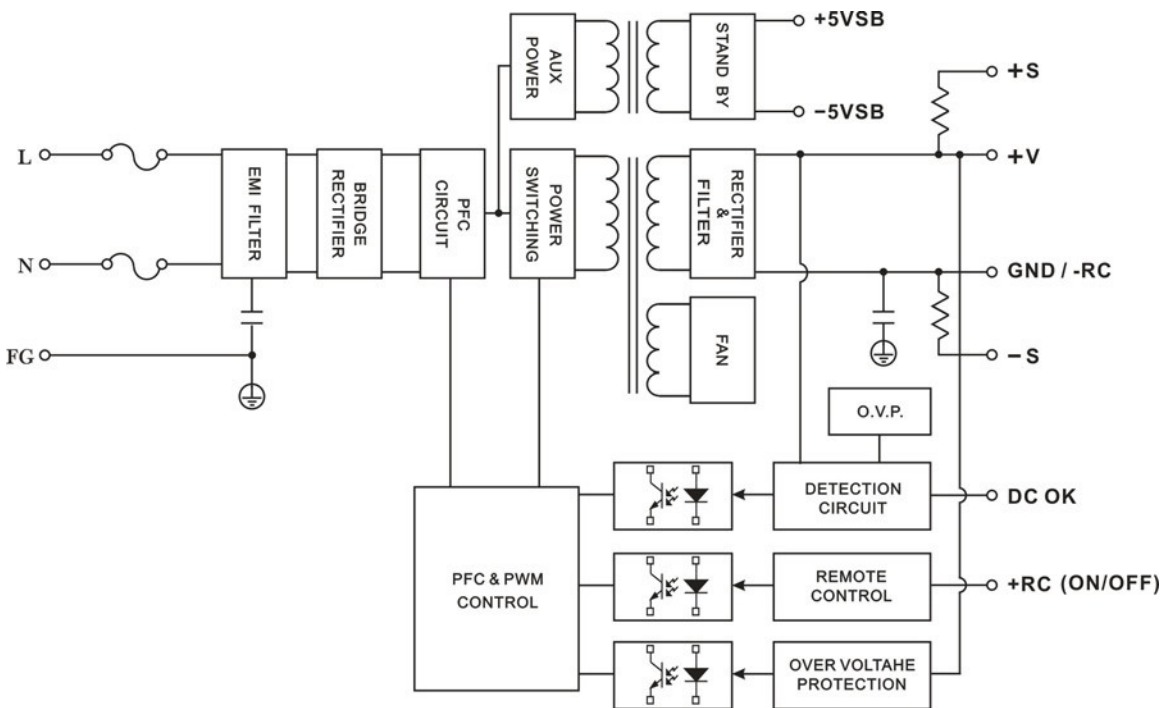 AUX
POWER
STAND BY
+5VSB
−5VSB
+S
L
N
FG
EMI FILTER
BRIDGE
RECTIFIER
PFC
CIRCUIT
POWER
SWITCHING
RECTIFIER
&
FILTER
+V
GND / -RC
−S
FAN
O.V.P.
DETECTION
CIRCUIT
DC OK
PFC & PWM
CONTROL
REMOTE
CONTROL
+RC (ON/OFF)
OVER VOLTAHE
PROTECTION